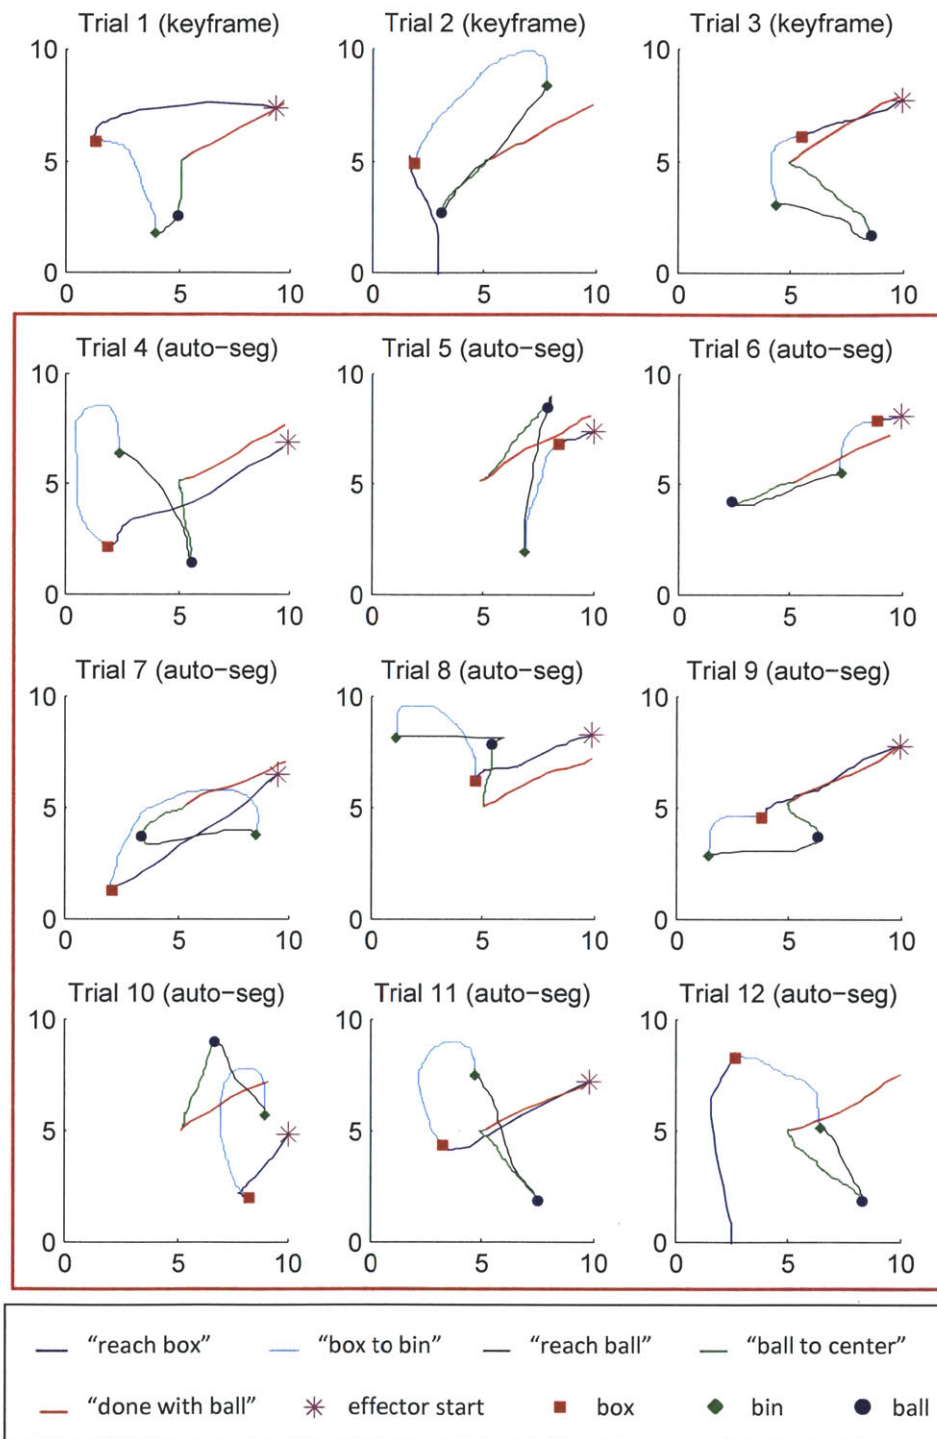 Trial 1 (keyframe) Trial 2 (keyframe) Trial 3 (keyframe)
10 10 10
5 5 5
0 0 0
0 5 10 0 5 10 0 5 10
Trial 4 (auto−seg) Trial 5 (auto−seg) Trial 6 (auto−seg)
10 10 10
5 5 5
0 0 0
0 5 10 0 5 10 0 5 10
Trial 7 (auto−seg) Trial 8 (auto−seg) Trial 9 (auto−seg)
10 10 10
5 5 5
0 0 0
0 5 10 0 5 10 0 5 10
Trial 10 (auto−seg) Trial 11 (auto−seg) Trial 12 (auto−seg)
10 10 10
5 5 5
0 0 0
0 5 10 0 5 10 0 5 10
“reach box” “box to bin” “reach ball” “ball to center”
“done with ball” effector start box bin ball